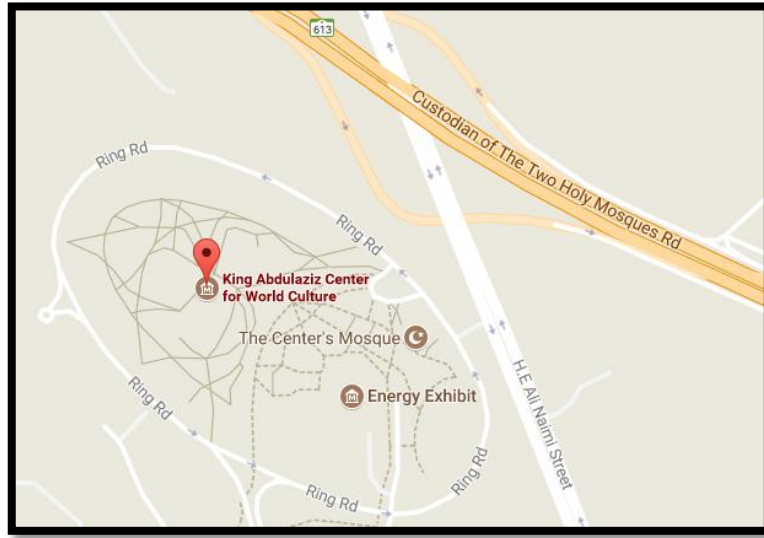 613
Custodian of The Two Holy Mosques Rd
Ring Rd
Ring Rd
King Abdulaziz Center
for World Culture
The Center's Mosque
Energy Exhibit
H.E Ali Naimi Street
Ring Rd
Ring Rd
Ring Rd